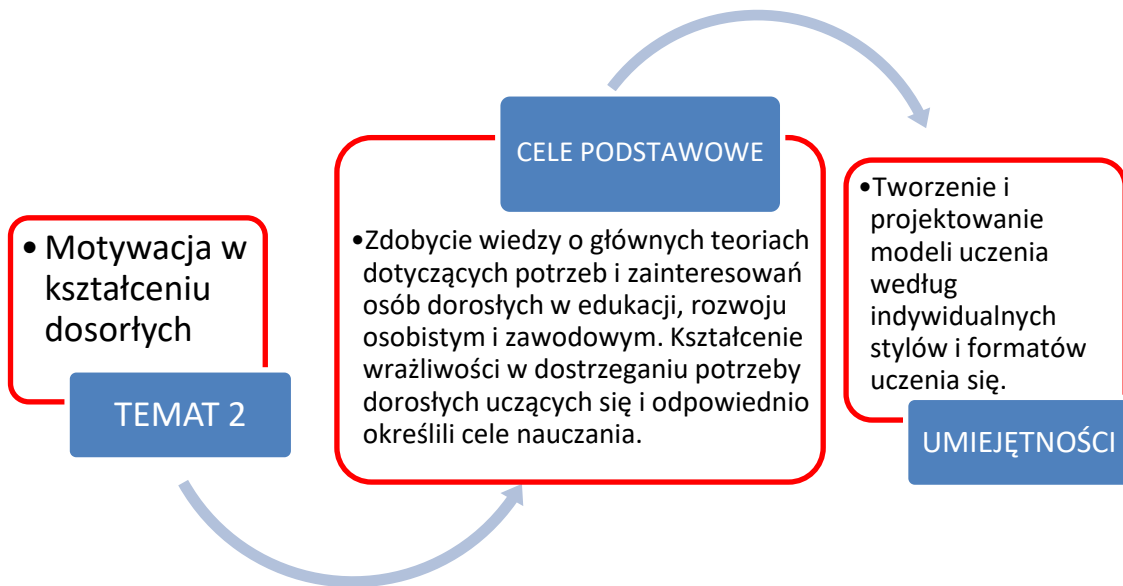 • Motywacja w
kształceniu
dosorłych
TEMAT 2
CELE PODSTAWOWE
•Zdobycie wiedzy o głównych teoriach
dotyczących potrzeb i zainteresowań
osób dorosłych w edukacji, rozwoju
osobistym i zawodowym. Kształcenie
wrażliwości w dostrzeganiu potrzeby
dorosłych uczących się i odpowiednio
określili cele nauczania.
•Tworzenie i
projektowanie
modeli uczenia
według
indywidualnych
stylów i formatów
uczenia się.
UMIEJĘTNOŚCI